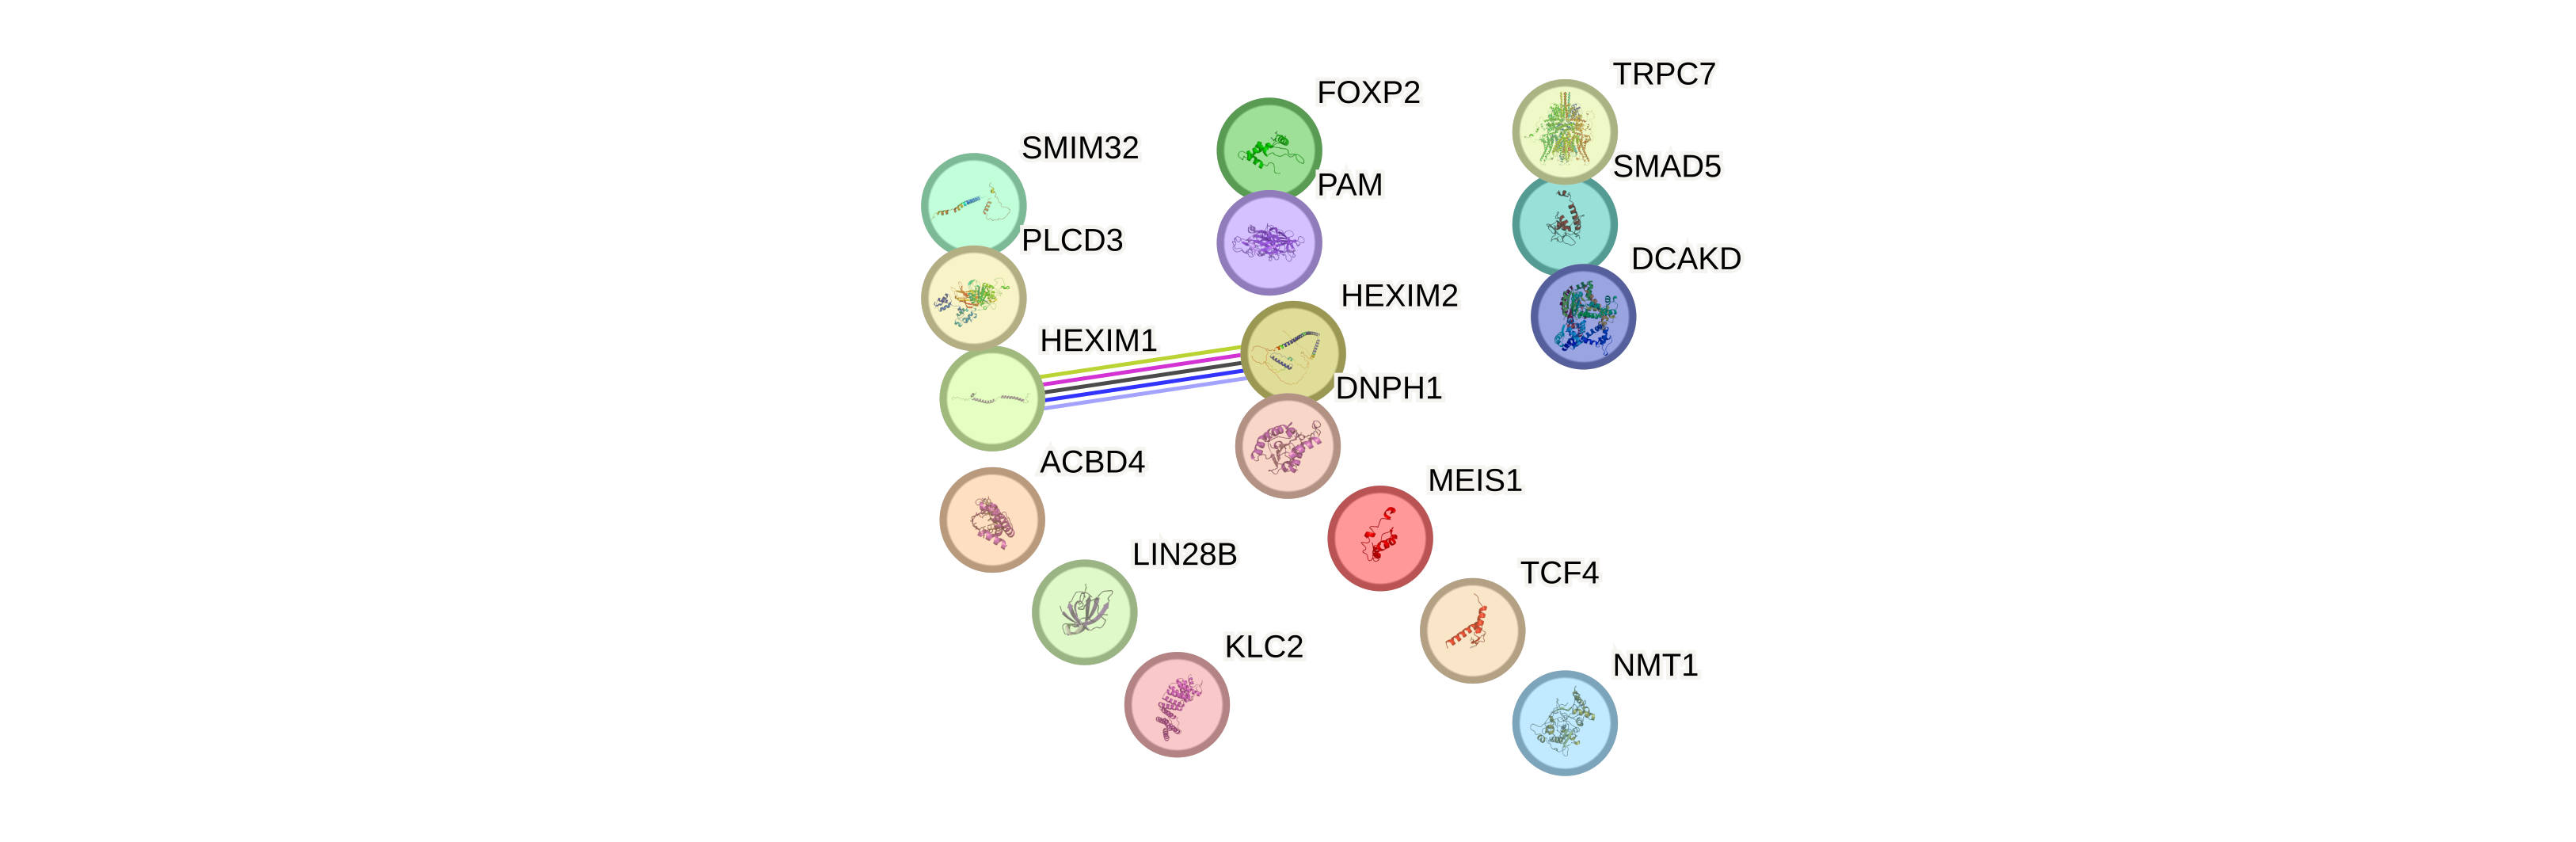 TRPC7
FOXP2
SMIM32
SMAD5
PAM
PLCD3
DCAKD
HEXIM2
HEXIM1
DNPH1
ACBD4
MEIS1
LIN28B
TCF4
KLC2
NMT1